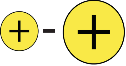 + - +